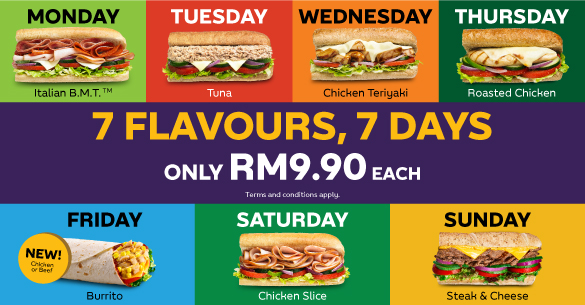 MONDAY
Italian B.M.T.™
TUESDAY
Tuna
WEDNESDAY
Chicken Teriyaki
THURSDAY
Roasted Chicken
7 FLAVOURS, 7 DAYS
ONLY RM9.90 EACH
Terms and conditions apply.
FRIDAY
NEW!
Chicken
or Beef
Burrito
SATURDAY
Chicken Slice
SUNDAY
Steak & Cheese